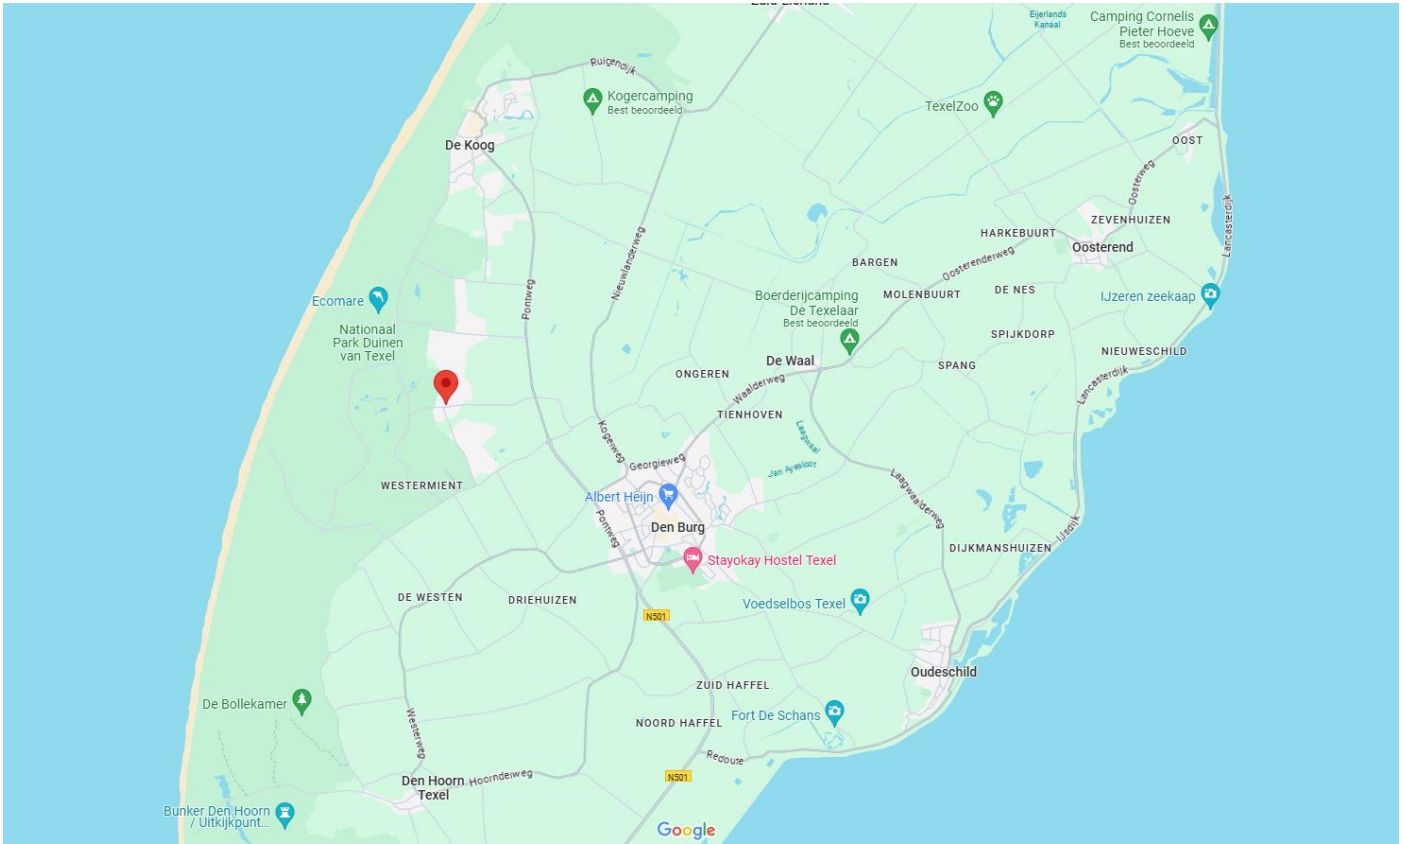 Eijerlands
Kanaal
Camping Cornelis
Pieter Hoeve
Best beoordeeld
Ruigendijk
Kogercamping
Best beoordeeld
TexelZoo
De Koog
OOST
Oosterweg
Lancasterdijk
ZEVENHUIZEN
HARKEBUURT
Oosterend
Nieuwlanderweg
BARGEN
Oosterenderweg
Pontweg
Ecomare
Boerderijcamping
De Texelaar
Best beoordeeld
MOLENBUURT
DE NES
IJzeren zeekaap
Nationaal
Park Duinen
van Texel
SPIJKDORP
NIEUWESCHILD
De Waal
SPANG
ONGEREN
Waalderweg
Lancasterdijk
TIENHOVEN
Kogerweg
Laagwaal
Georgieweg
Jan Ayesloot
WESTERMIENT
Albert Heijn
Laagwaalderweg
Pontweg
Den Burg
IJsdijk
DIJKMANSHUIZEN
Stayokay Hostel Texel
DE WESTEN
DRIEHUIZEN
Voedselbos Texel
N501
Oudeschild
ZUID HAFFEL
De Bollekamer
Fort De Schans
NOORD HAFFEL
Westerweg
Redoute
Den Hoorn
Texel
Hoornderweg
N501
Bunker Den Hoorn
/ Uitkijkpunt...
Google